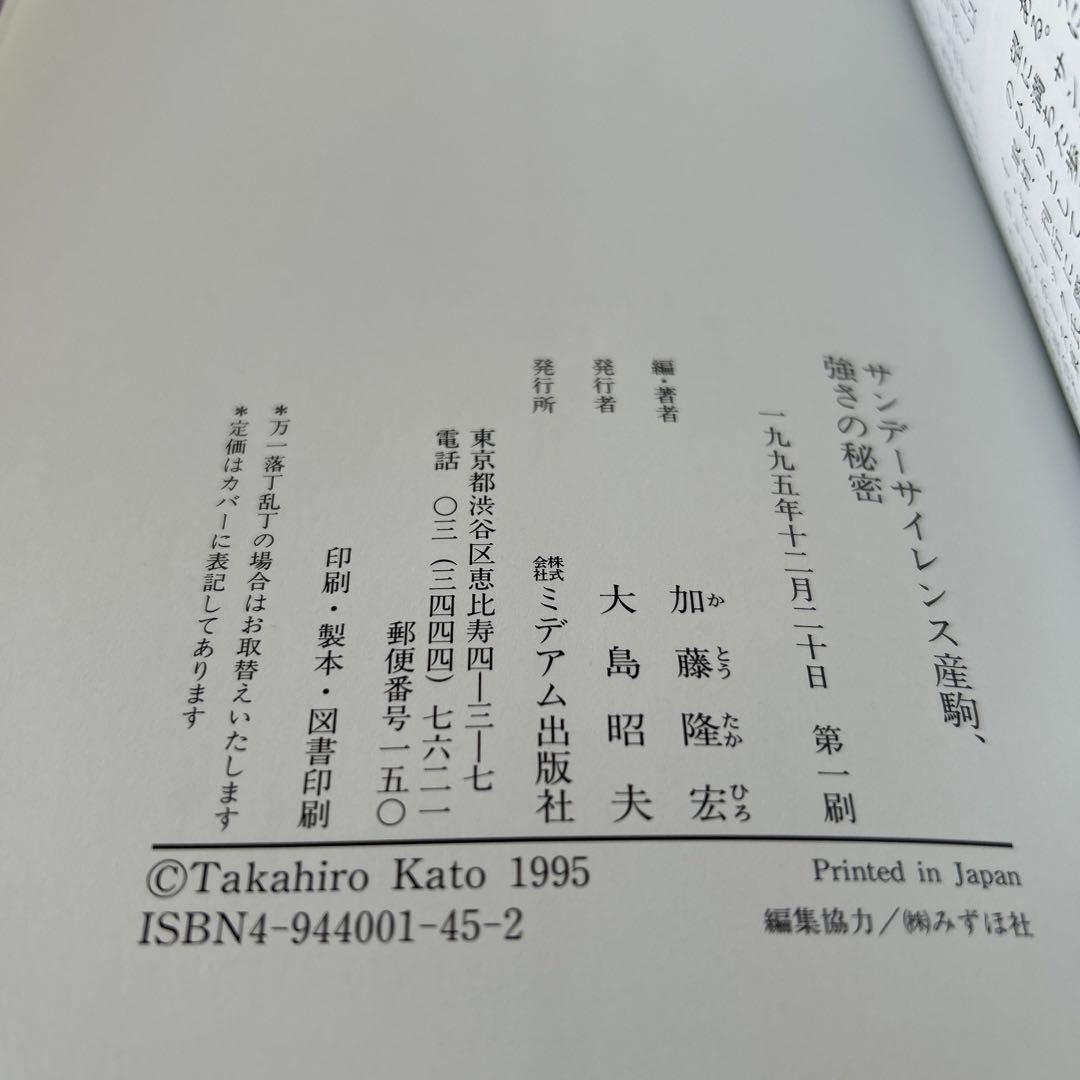 サンデーサイレンス産駒、
強さの秘密
一九九五年十二月二十日　第一刷
編・著者　加藤隆宏
かとうたかひろ
発行者　大島昭夫
発行所　株式会社ミデアム出版社
東京都渋谷区恵比寿四―三―七
電話　〇三（三四四四）七六二一
郵便番号一五〇
印刷・製本・図書印刷
＊万一落丁乱丁の場合はお取替えいたします
＊定価はカバーに表記してあります
©Takahiro Kato 1995
ISBN4-944001-45-2
Printed in Japan
編集協力／㈱みずほ社